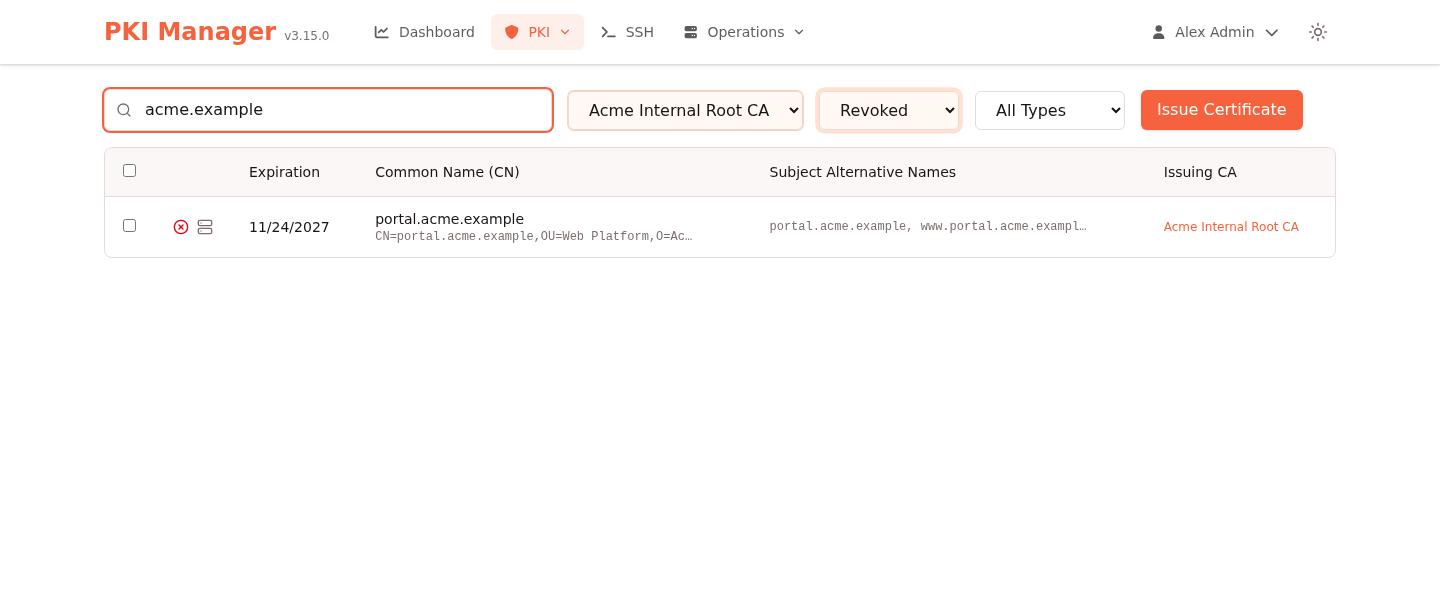 PKI Manager v3.15.0 Dashboard PKI SSH Operations Alex Admin
acme.example Acme Internal Root CA Revoked All Types Issue Certificate
Expiration Common Name (CN) Subject Alternative Names Issuing CA
11/24/2027 portal.acme.example portal.acme.example, www.portal.acme.exampl… Acme Internal Root CA
CN=portal.acme.example,OU=Web Platform,O=Ac…